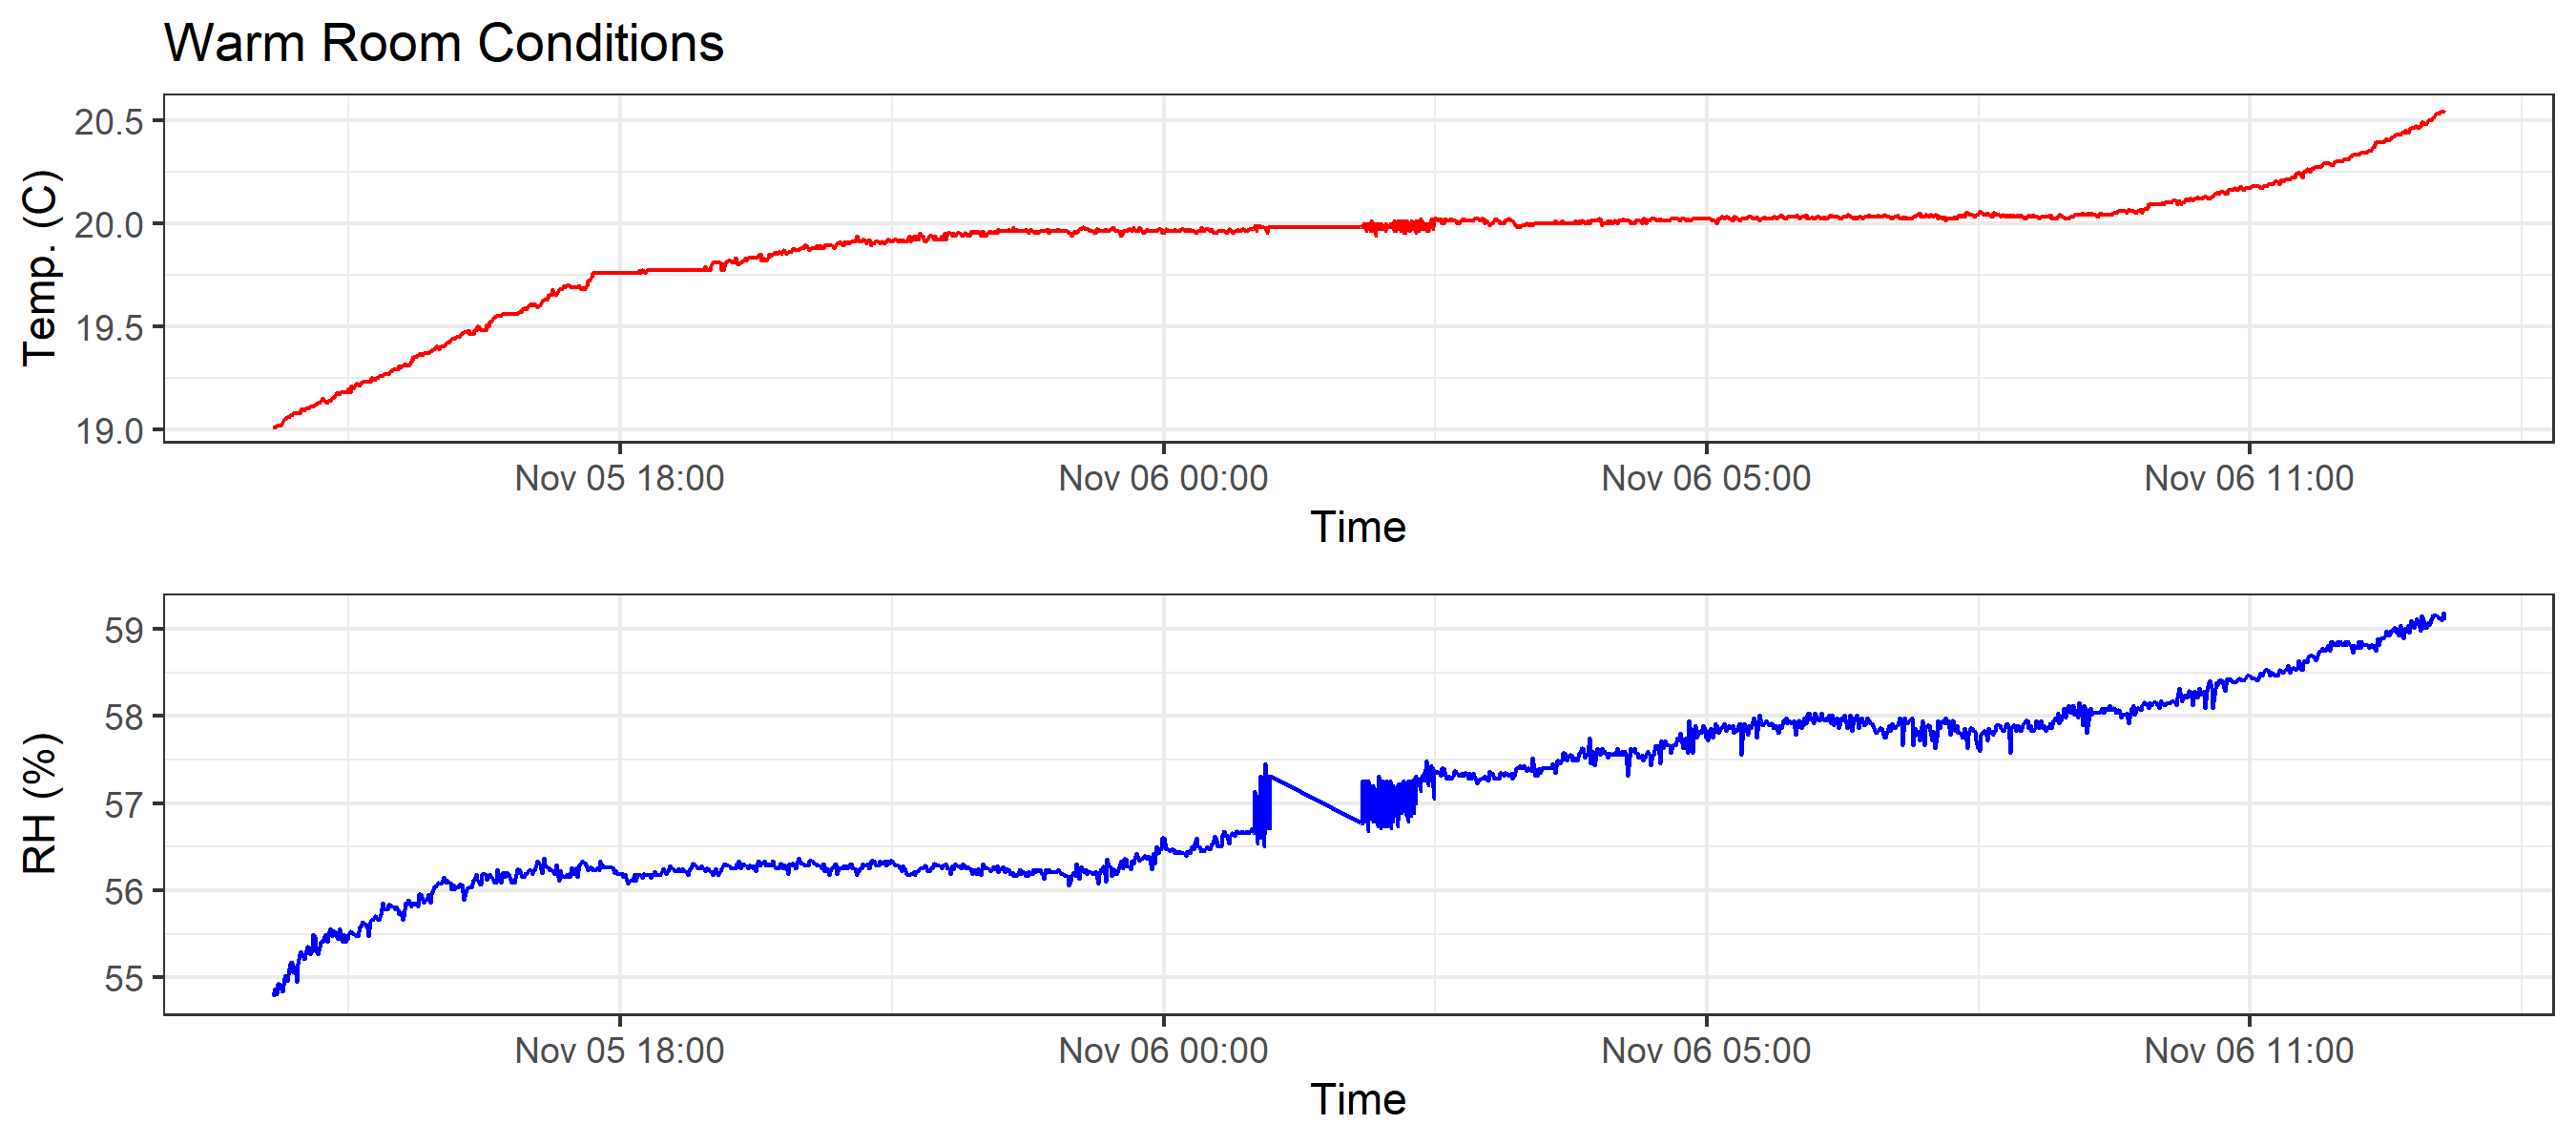 Warm Room Conditions
20.5
20.0
19.5
19.0
Temp. (C)
Nov 05 18:00 Nov 06 00:00 Nov 06 05:00 Nov 06 11:00
Time
59
58
57
56
55
RH (%)
Nov 05 18:00 Nov 06 00:00 Nov 06 05:00 Nov 06 11:00
Time